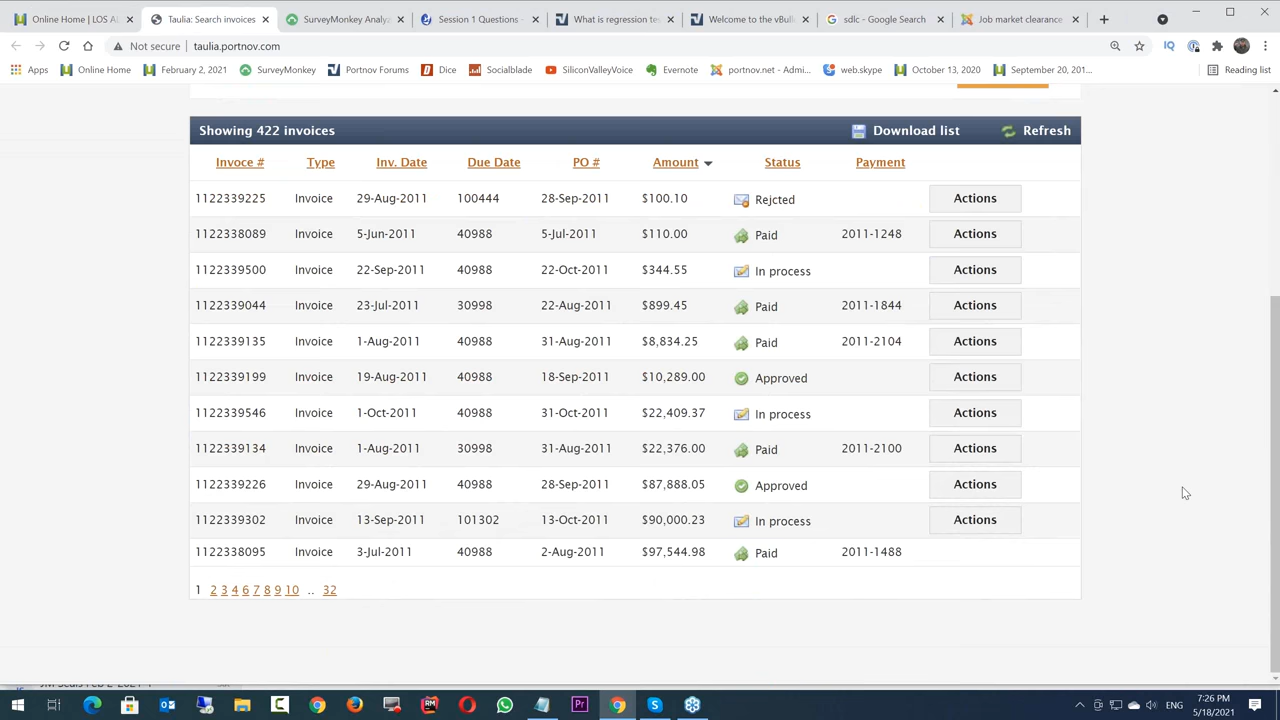 Online Home | LOS Al
Taulia: Search invoices
SurveyMonkey Analyz
Session 1 Questions -
What is regression tes
Welcome to the vBull
sdlc - Google Search
Job market clearance
Not secure
taulia.portnov.com
IQ
Apps
Online Home
February 2, 2021
SurveyMonkey
Portnov Forums
Dice
Socialblade
SiliconValleyVoice
Evernote
portnov.net - Admi...
web.skype
October 13, 2020
September 20, 201...
Reading list
Showing 422 invoices Download list Refresh
Invoce # Type Inv. Date Due Date PO # Amount Status Payment
1122339225 Invoice 29-Aug-2011 100444 28-Sep-2011 $100.10 Rejcted Actions
1122338089 Invoice 5-Jun-2011 40988 5-Jul-2011 $110.00 Paid 2011-1248 Actions
1122339500 Invoice 22-Sep-2011 40988 22-Oct-2011 $344.55 In process Actions
1122339044 Invoice 23-Jul-2011 30998 22-Aug-2011 $899.45 Paid 2011-1844 Actions
1122339135 Invoice 1-Aug-2011 40988 31-Aug-2011 $8,834.25 Paid 2011-2104 Actions
1122339199 Invoice 19-Aug-2011 40988 18-Sep-2011 $10,289.00 Approved Actions
1122339546 Invoice 1-Oct-2011 40988 31-Oct-2011 $22,409.37 In process Actions
1122339134 Invoice 1-Aug-2011 30998 31-Aug-2011 $22,376.00 Paid 2011-2100 Actions
1122339226 Invoice 29-Aug-2011 40988 28-Sep-2011 $87,888.05 Approved Actions
1122339302 Invoice 13-Sep-2011 101302 13-Oct-2011 $90,000.23 In process Actions
1122338095 Invoice 3-Jul-2011 40988 2-Aug-2011 $97,544.98 Paid 2011-1488
1 2 3 4 5 6 7 8 9 10 .. 32
ENG
7:26 PM
5/18/2021